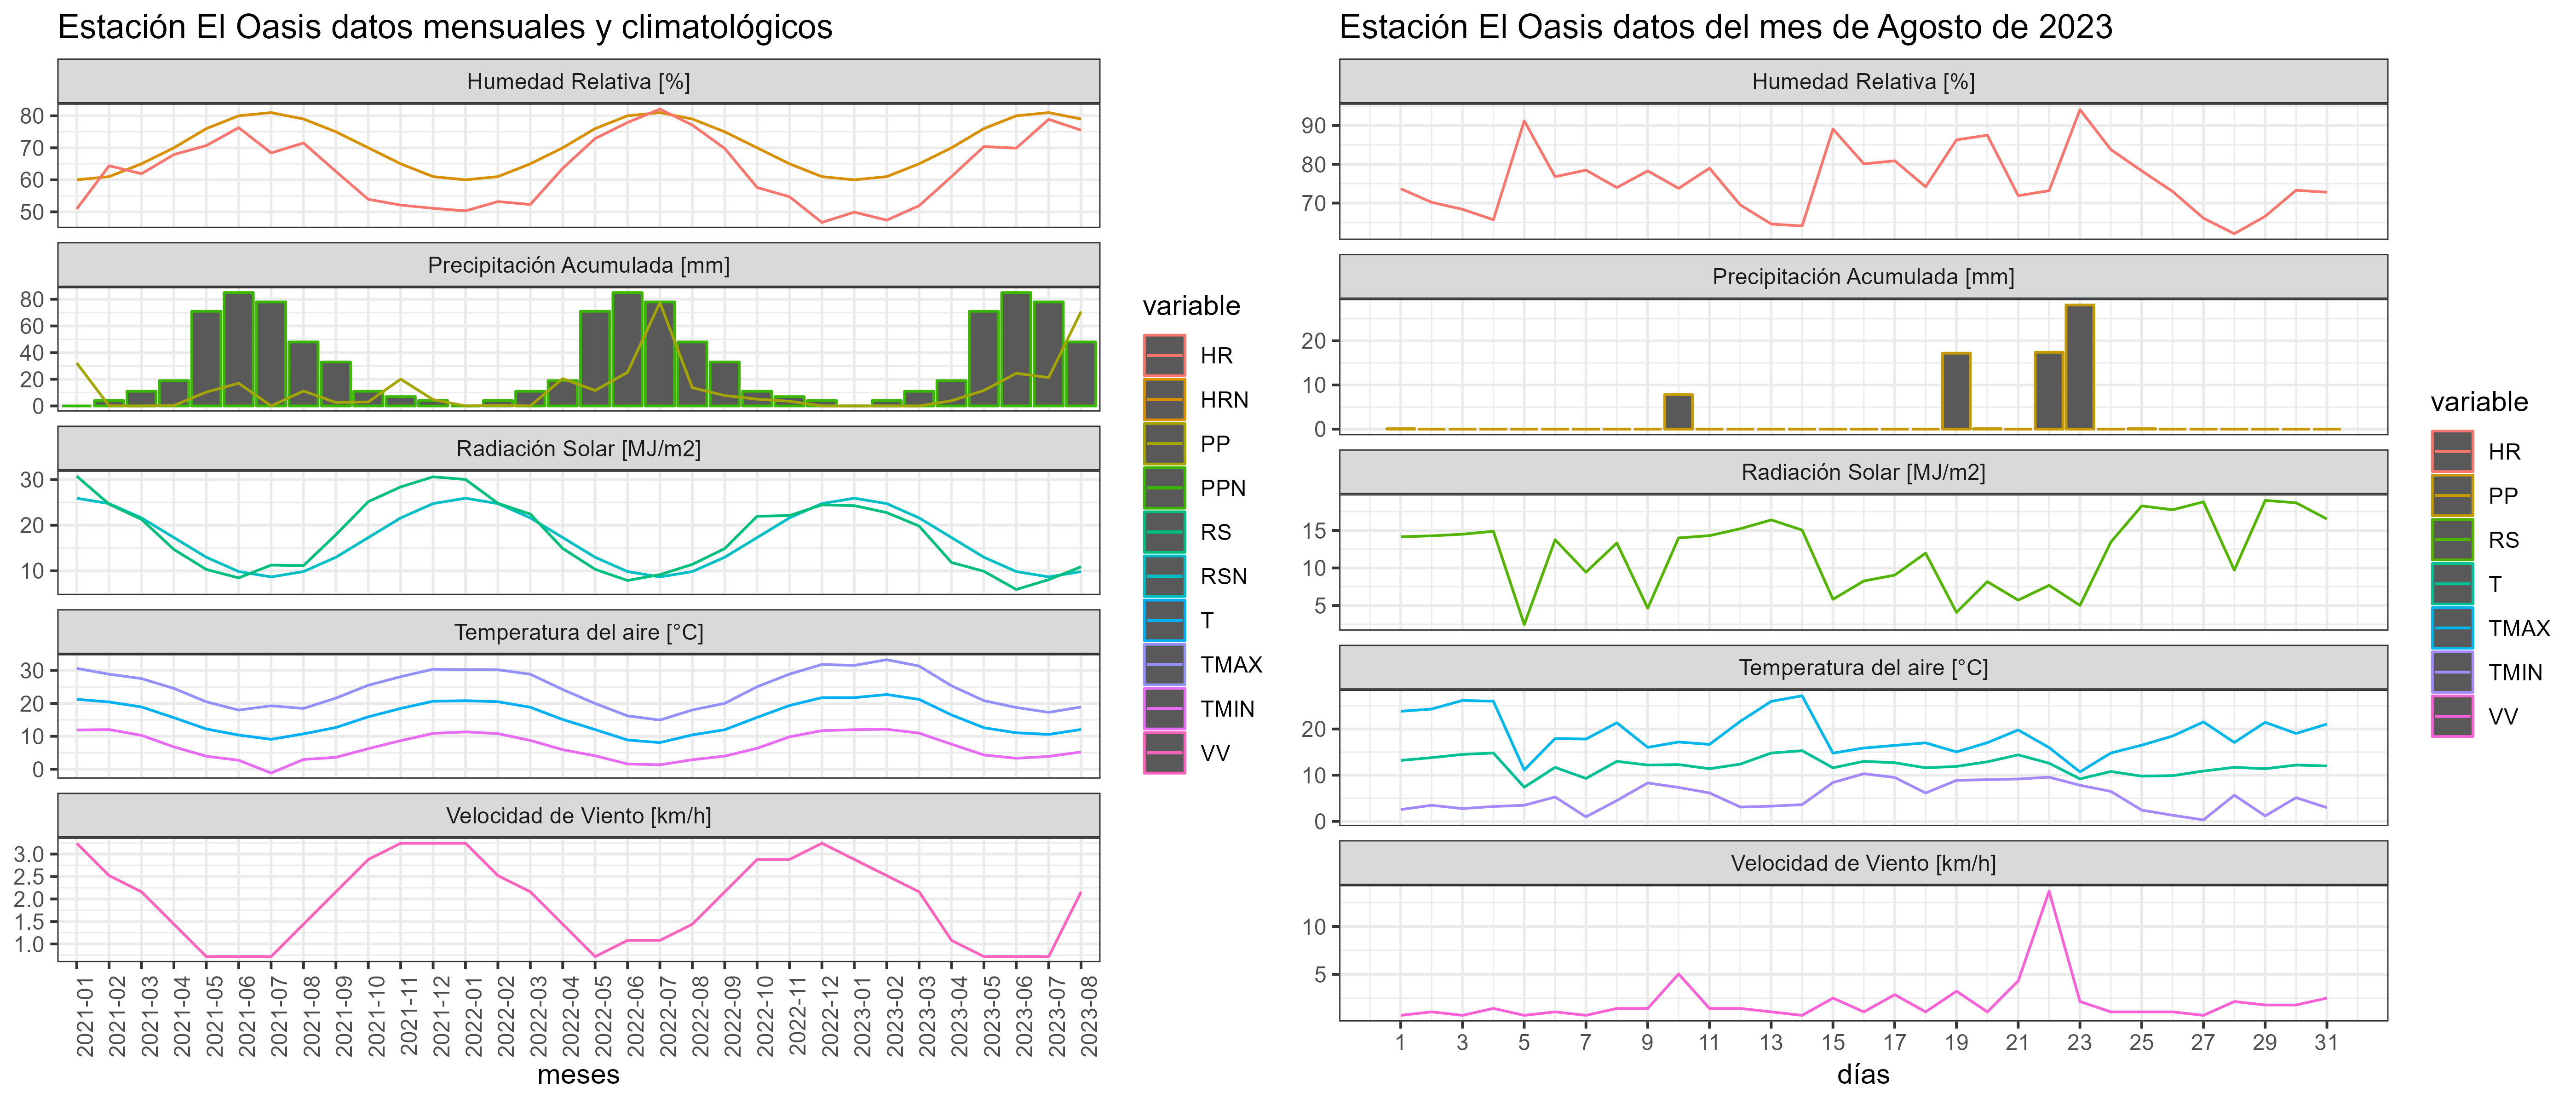 Estación El Oasis datos mensuales y climatológicos
Humedad Relativa [%]
80
70
60
50
Precipitación Acumulada [mm]
80
60
40
20
0
Radiación Solar [MJ/m2]
30
20
10
Temperatura del aire [°C]
30
20
10
0
Velocidad de Viento [km/h]
3.0
2.5
2.0
1.5
1.0
2021-01
2021-02
2021-03
2021-04
2021-05
2021-06
2021-07
2021-08
2021-09
2021-10
2021-11
2021-12
2022-01
2022-02
2022-03
2022-04
2022-05
2022-06
2022-07
2022-08
2022-09
2022-10
2022-11
2022-12
2023-01
2023-02
2023-03
2023-04
2023-05
2023-06
2023-07
2023-08
meses
variable
HR
HRN
PP
PPN
RS
RSN
T
TMAX
TMIN
VV
Estación El Oasis datos del mes de Agosto de 2023
Humedad Relativa [%]
90
80
70
Precipitación Acumulada [mm]
20
10
0
Radiación Solar [MJ/m2]
15
10
5
Temperatura del aire [°C]
20
10
0
Velocidad de Viento [km/h]
10
5
1 3 5 7 9 11 13 15 17 19 21 23 25 27 29 31
días
variable
HR
PP
RS
T
TMAX
TMIN
VV